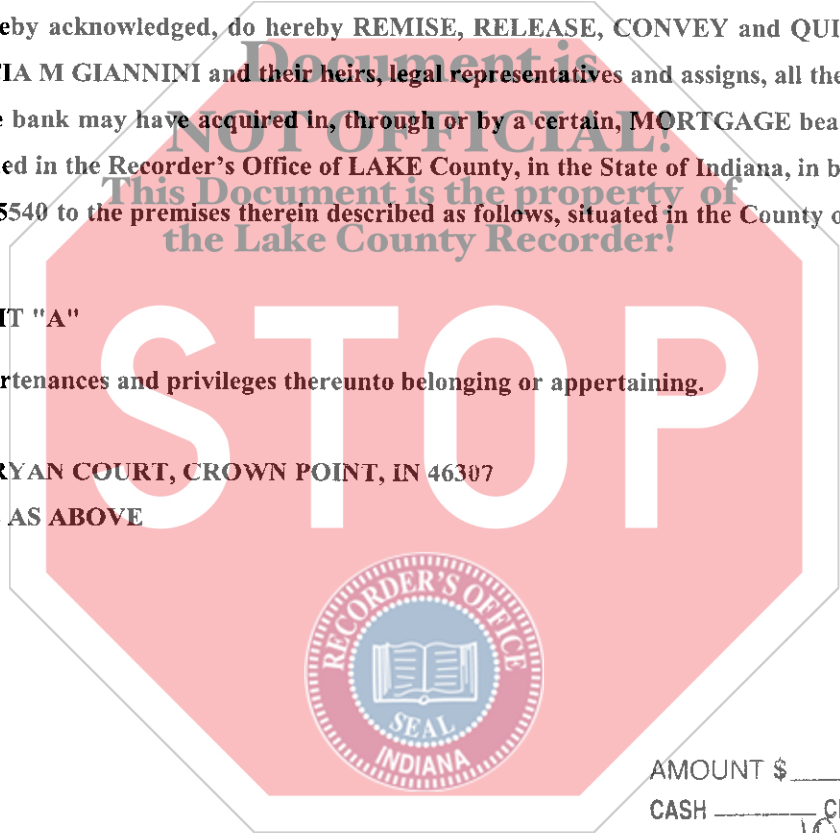 eby acknowledged, do hereby REMISE, RELEASE, CONVEY and QUI
Document is
IA M GIANNINI and their heirs, legal representatives and assigns, all the
NOT OFFICIAL!
e bank may have acquired in, through or by a certain, MORTGAGE bea
ed in the Recorder's Office of LAKE County, in the State of Indiana, in b
This Document is the property of
5540 to the premises therein described as follows, situated in the County o
the Lake County Recorder!
IT "A"
STOP
rtenances and privileges thereunto belonging or appertaining.
RYAN COURT, CROWN POINT, IN 46307
AS ABOVE
RECORDER'S OFFICE
SEAL
INDIANA
AMOUNT $
CASH